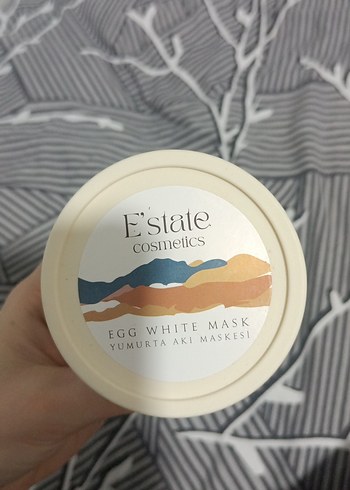 E'state
cosmetics
EGG WHITE MASK
YUMURTA AKI MASKESİ